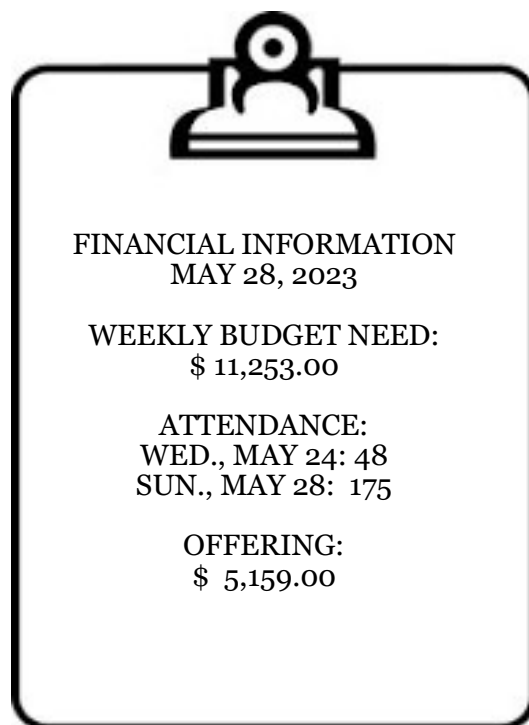 FINANCIAL INFORMATION
MAY 28, 2023
WEEKLY BUDGET NEED:
$ 11,253.00
ATTENDANCE:
WED., MAY 24: 48
SUN., MAY 28:  175
OFFERING:
$  5,159.00